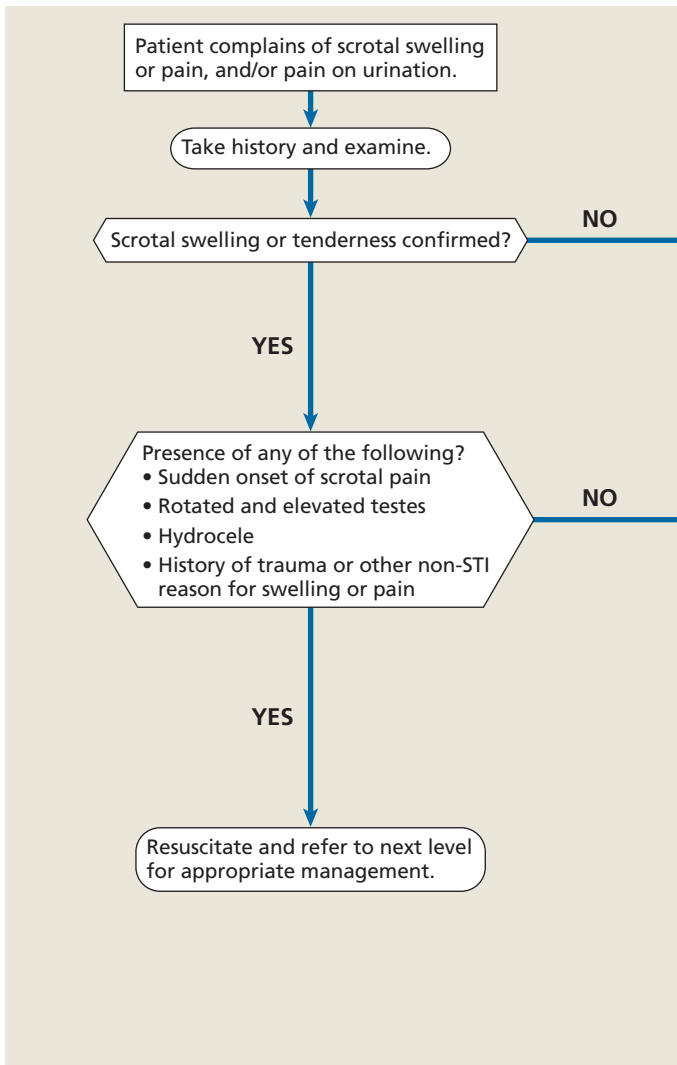 Patient complains of scrotal swelling
or pain, and/or pain on urination.
Take history and examine.
Scrotal swelling or tenderness confirmed?
NO
YES
Presence of any of the following?
• Sudden onset of scrotal pain
• Rotated and elevated testes
• Hydrocele
• History of trauma or other non-STI
reason for swelling or pain
NO
YES
Resuscitate and refer to next level
for appropriate management.